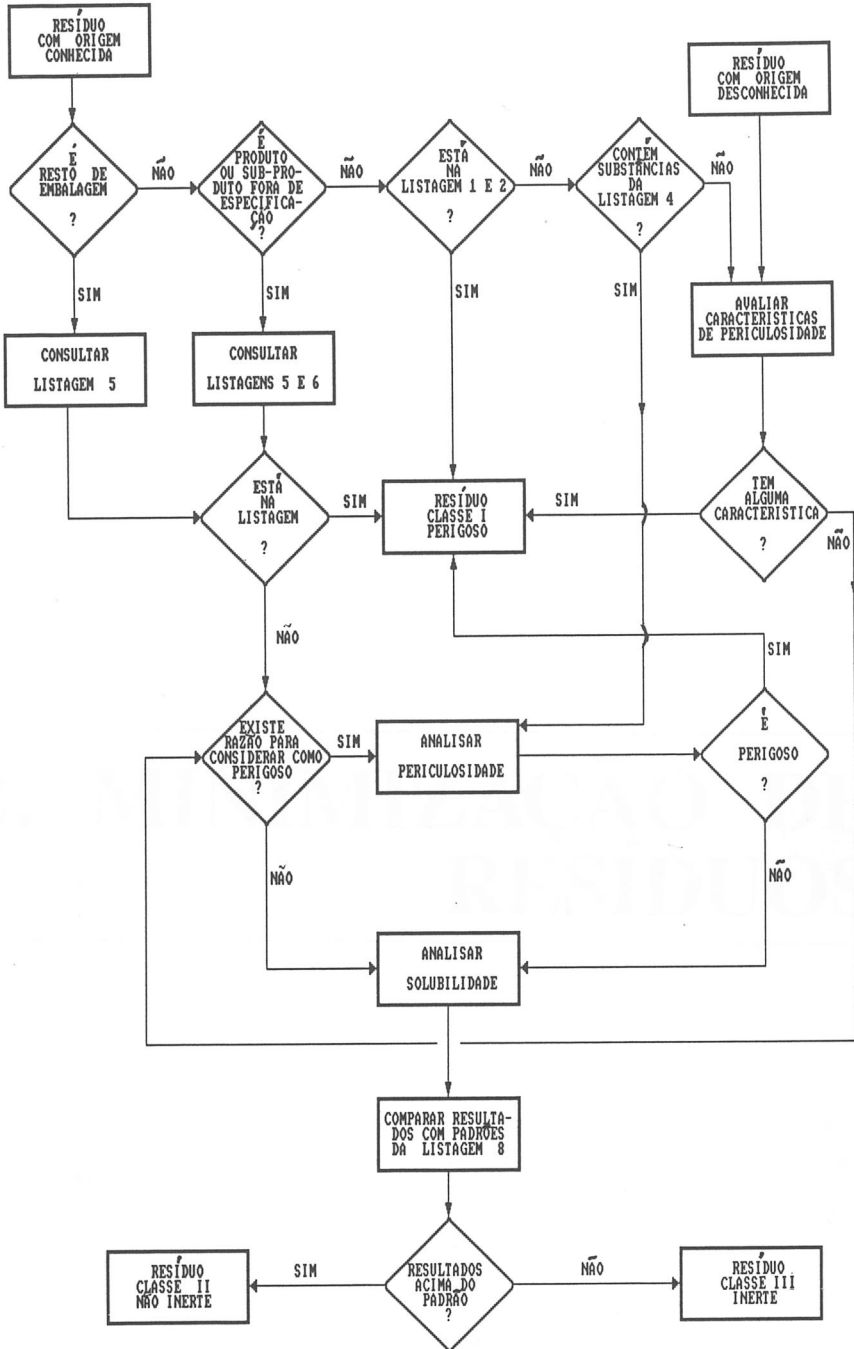 RESÍDUO
COM ORIGEM
CONHECIDA
RESÍDUO
COM ORIGEM
DESCONHECIDA
É
RESTO DE
EMBALAGEM
?
NÃO
É
PRODUTO
OU SUB-PRO-
DUTO FORA DE
ESPECIFICA-
ÇÃO
?
NÃO
ESTÁ
NA
LISTAGEM 1 E 2
?
NÃO
CONTÉM
SUBSTÂNCIAS
DA
LISTAGEM 4
?
NÃO
SIM
SIM
SIM
SIM
AVALIAR
CARACTERISTICAS
DE PERICULOSIDADE
CONSULTAR
LISTAGEM 5
CONSULTAR
LISTAGENS 5 E 6
ESTÁ
NA
LISTAGEM
?
SIM
RESÍDUO
CLASSE I
PERIGOSO
SIM
TEM
ALGUMA
CARACTERISTICA
?
NÃO
NÃO
SIM
EXISTE
RAZÃO PARA
CONSIDERAR COMO
PERIGOSO
?
SIM
ANALISAR
PERICULOSIDADE
É
PERIGOSO
?
NÃO
NÃO
ANALISAR
SOLUBILIDADE
COMPARAR RESULTA-
DOS COM PADRÕES
DA LISTAGEM 8
RESÍDUO
CLASSE II
NÃO INERTE
SIM
RESULTADOS
ACIMA DO
PADRÃO
?
NÃO
RESÍDUO
CLASSE III
INERTE
MINIMIZAÇÃO DE
RESÍDUOS